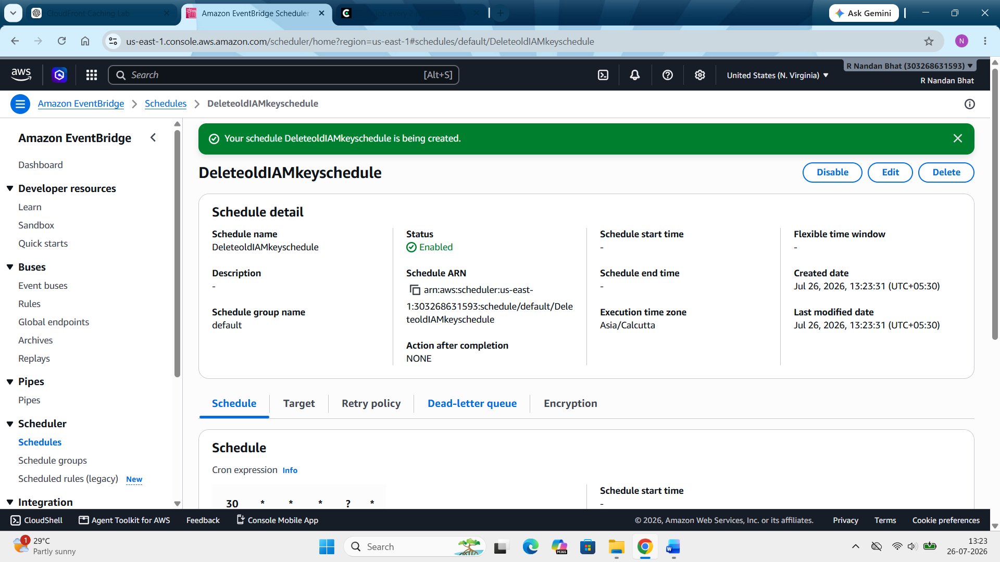 CloudFront Caching Lab
Amazon EventBridge Scheduler
Ask Gemini
us-east-1.console.aws.amazon.com/scheduler/home?region=us-east-1#schedules/default/DeleteoldIAMkeyschedule
N
aws
Search
[Alt+S]
United States (N. Virginia)
R Nandan Bhat (303268631593)
R Nandan Bhat
Amazon EventBridge
Schedules
DeleteoldIAMkeyschedule
Amazon EventBridge
Dashboard
Developer resources
Learn
Sandbox
Quick starts
Buses
Event buses
Rules
Global endpoints
Archives
Replays
Pipes
Pipes
Scheduler
Schedules
Schedule groups
Scheduled rules (legacy) New
Integration
Your schedule DeleteoldIAMkeyschedule is being created.
DeleteoldIAMkeyschedule
Disable
Edit
Delete
Schedule detail
Schedule name
DeleteoldIAMkeyschedule
Description
-
Schedule group name
default
Status
Enabled
Schedule ARN
arn:aws:scheduler:us-east-
1:303268631593:schedule/default/Dele
teoldIAMkeyschedule
Action after completion
NONE
Schedule start time
-
Schedule end time
-
Execution time zone
Asia/Calcutta
Flexible time window
-
Created date
Jul 26, 2026, 13:23:31 (UTC+05:30)
Last modified date
Jul 26, 2026, 13:23:31 (UTC+05:30)
Schedule
Target
Retry policy
Dead-letter queue
Encryption
Schedule
Cron expression Info
30 * * * ? *
Schedule start time
-
CloudShell
Agent Toolkit for AWS
Feedback
Console Mobile App
© 2026, Amazon Web Services, Inc. or its affiliates.
Privacy
Terms
Cookie preferences
1
29°C
Partly sunny
Search
M365
W
13:23
26-07-2026